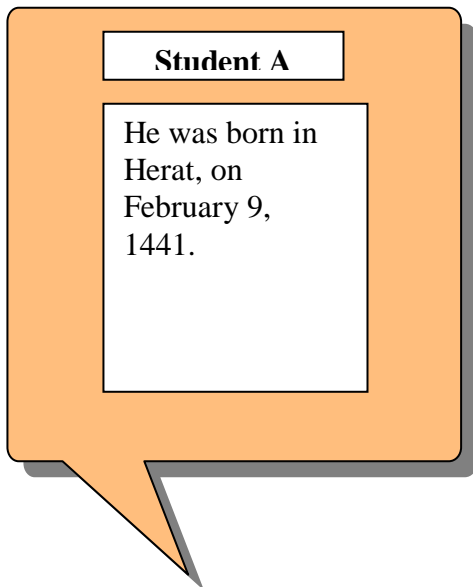 Student A
He was born in
Herat, on
February 9,
1441.